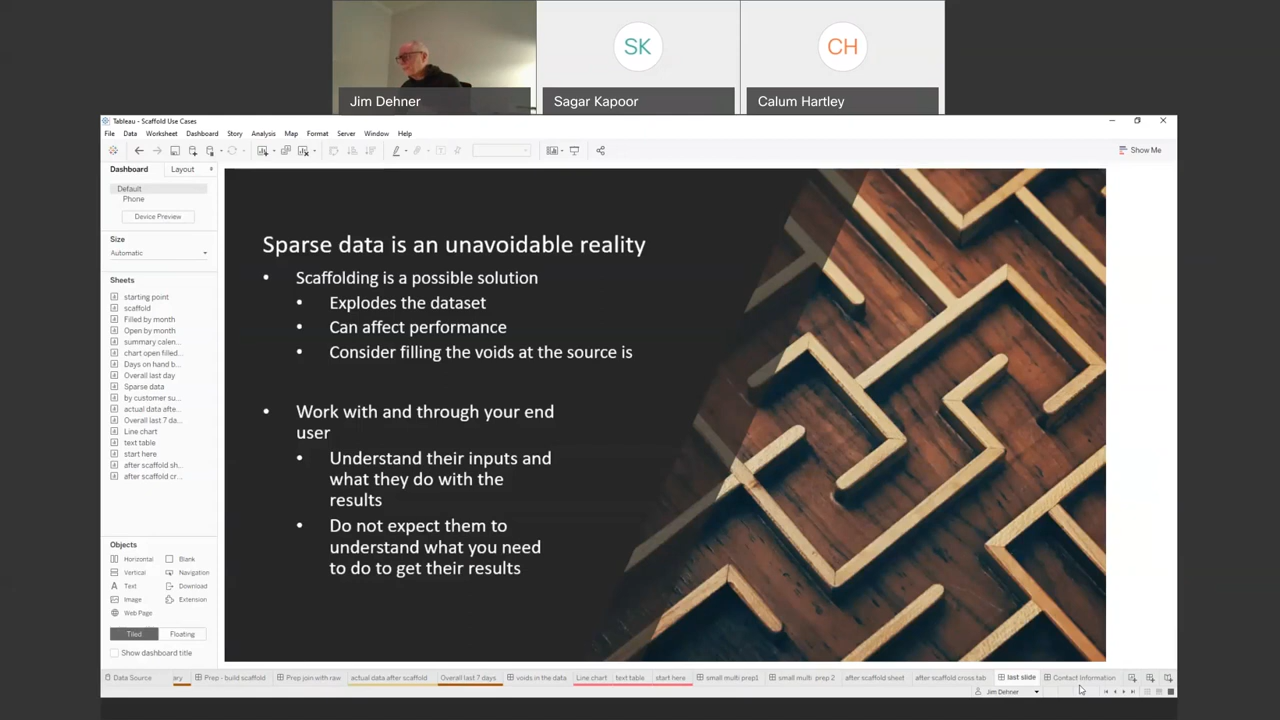 SK
CH
Jim Dehner
Sagar Kapoor
Calum Hartley
Tableau - Scaffold Use Cases
File Data Worksheet Dashboard Story Analysis Map Format Server Window Help
Show Me
Dashboard Layout
Default
Phone
Device Preview
Size
Automatic
Sheets
starting point
scaffold
Filled by month
Open by month
summary calen...
chart open filled...
Days on hand b...
Overall last day
Sparse data
by customer su...
actual data afte...
Overall last 7 da...
Line chart
text table
start here
after scaffold sh...
after scaffold cr...
Objects
Horizontal Blank
Vertical Navigation
Text Download
Image Extension
Web Page
Tiled Floating
Show dashboard title
Sparse data is an unavoidable reality
• Scaffolding is a possible solution
• Explodes the dataset
• Can affect performance
• Consider filling the voids at the source is
• Work with and through your end
user
• Understand their inputs and
what they do with the
results
• Do not expect them to
understand what you need
to do to get their results
Data Source ary Prep - build scaffold Prep join with raw actual data after scaffold Overall last 7 days voids in the data Line chart text table start here small multi prep1 small multi prep 2 after scaffold sheet after scaffold cross tab last slide Contact Information
Jim Dehner